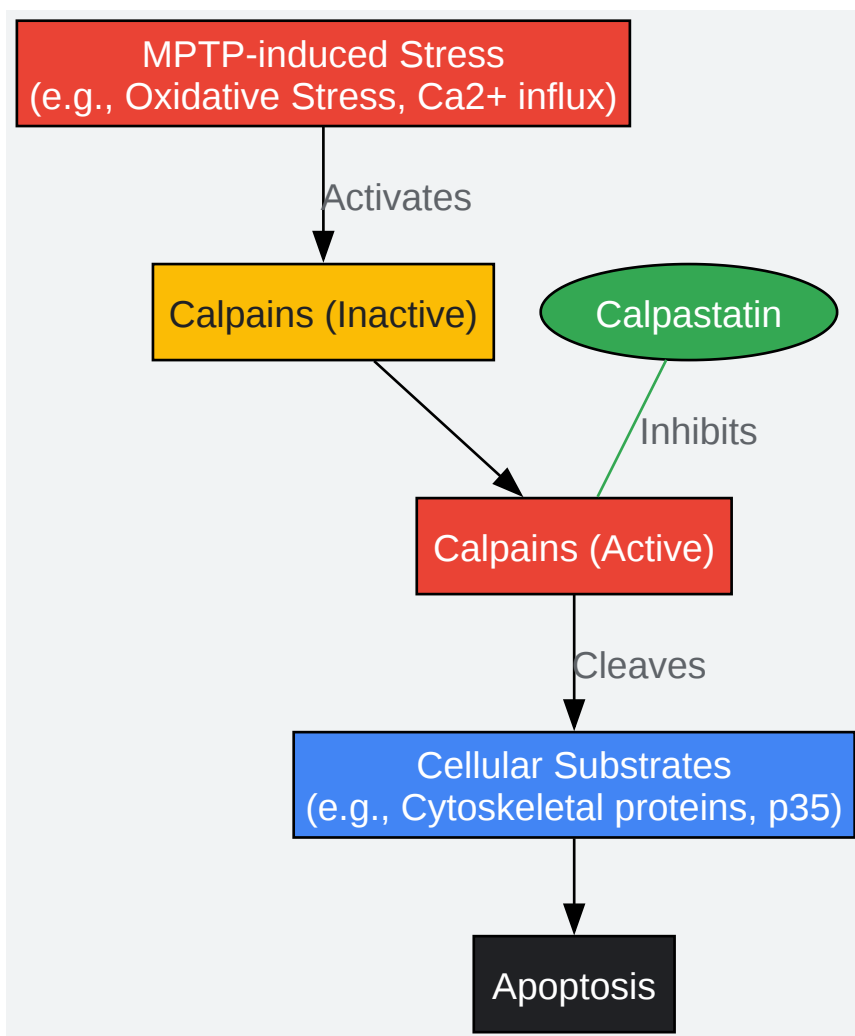 MPTP-induced Stress
(e.g., Oxidative Stress, Ca2+ influx)
Activates
Calpains (Inactive)
Calpastatin
Inhibits
Calpains (Active)
Cleaves
Cellular Substrates
(e.g., Cytoskeletal proteins, p35)
Apoptosis